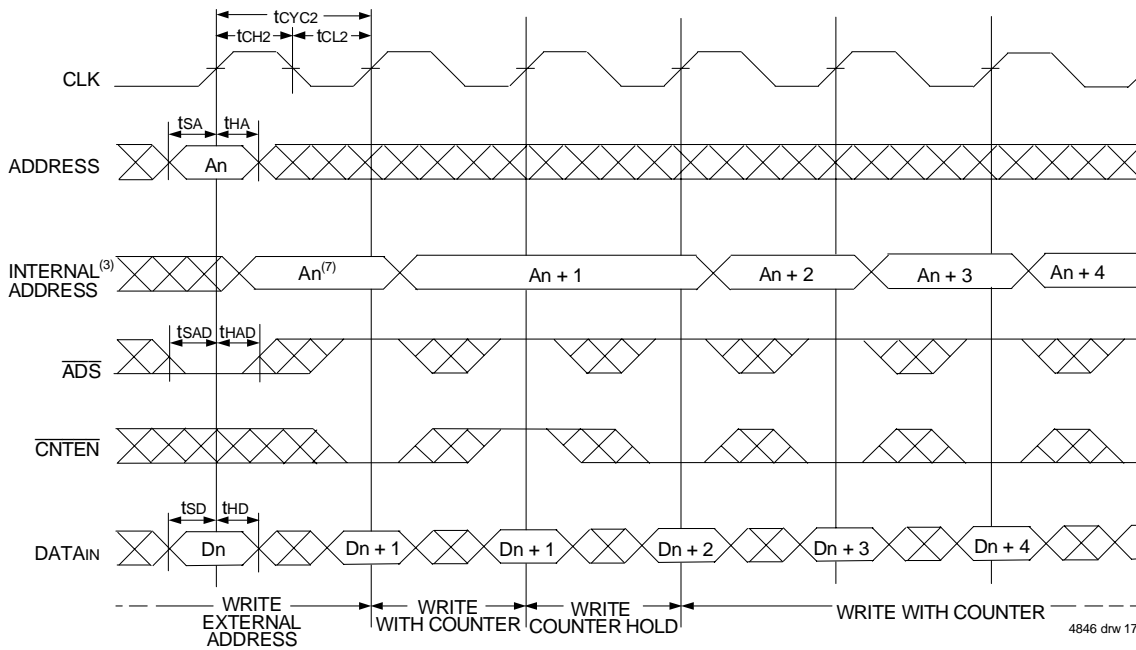 tCYC2
tCH2 tCL2
CLK
tSA tHA
ADDRESS An
INTERNAL(3) ADDRESS An(7) An + 1 An + 2 An + 3 An + 4
tSAD tHAD
ADS
CNTEN
tSD tHD
DATAIN Dn Dn + 1 Dn + 1 Dn + 2 Dn + 3 Dn + 4
WRITE EXTERNAL ADDRESS
WRITE WITH COUNTER
WRITE COUNTER HOLD
WRITE WITH COUNTER
4846 drw 17